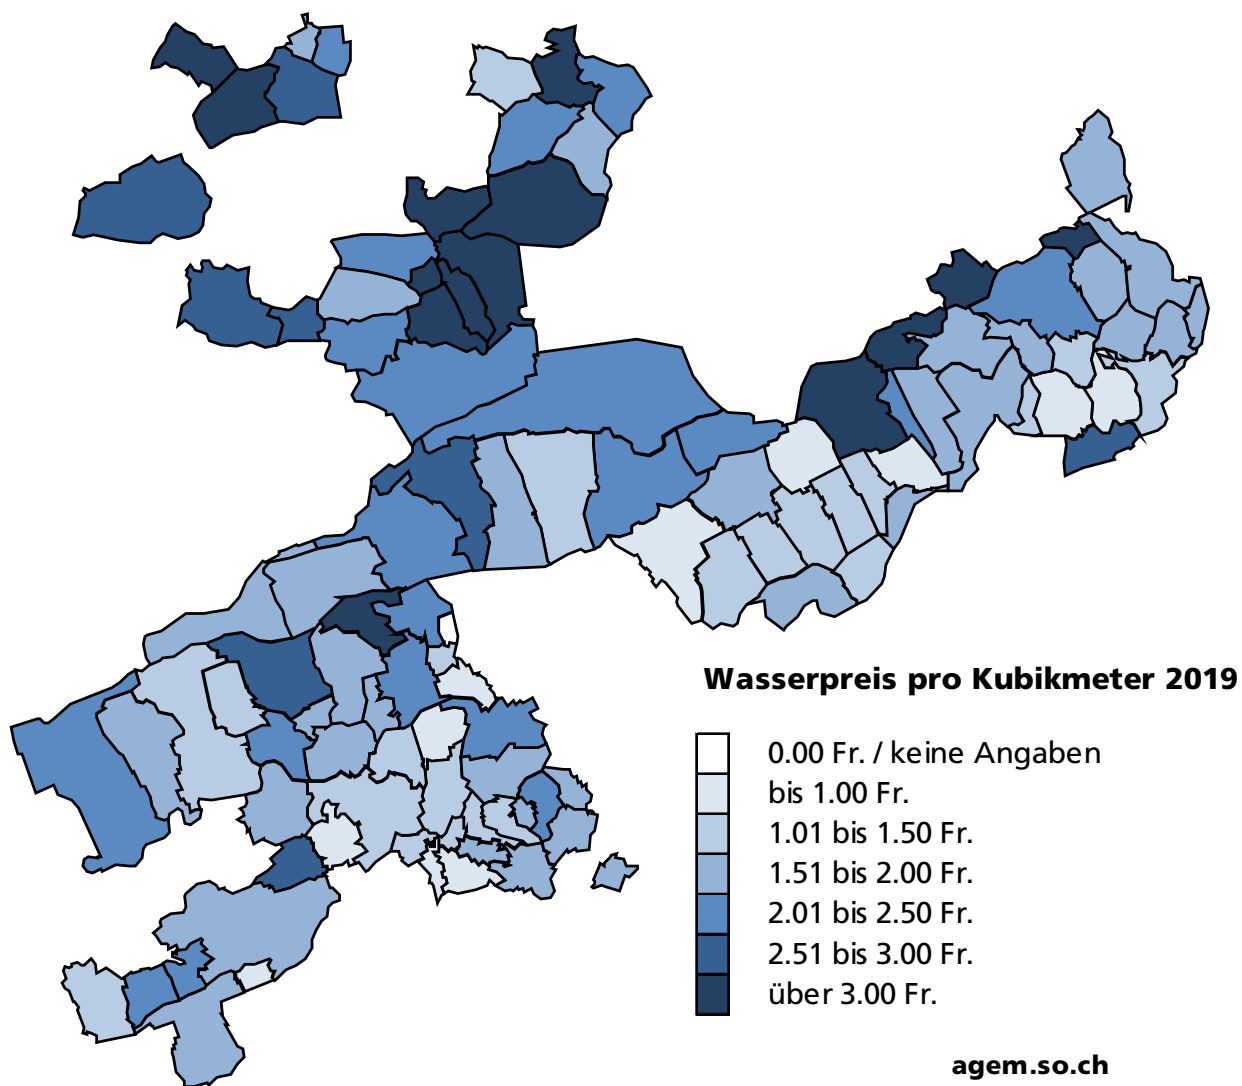 Wasserpreis pro Kubikmeter 2019
0.00 Fr. / keine Angaben
bis 1.00 Fr.
1.01 bis 1.50 Fr.
1.51 bis 2.00 Fr.
2.01 bis 2.50 Fr.
2.51 bis 3.00 Fr.
über 3.00 Fr.
agem.so.ch